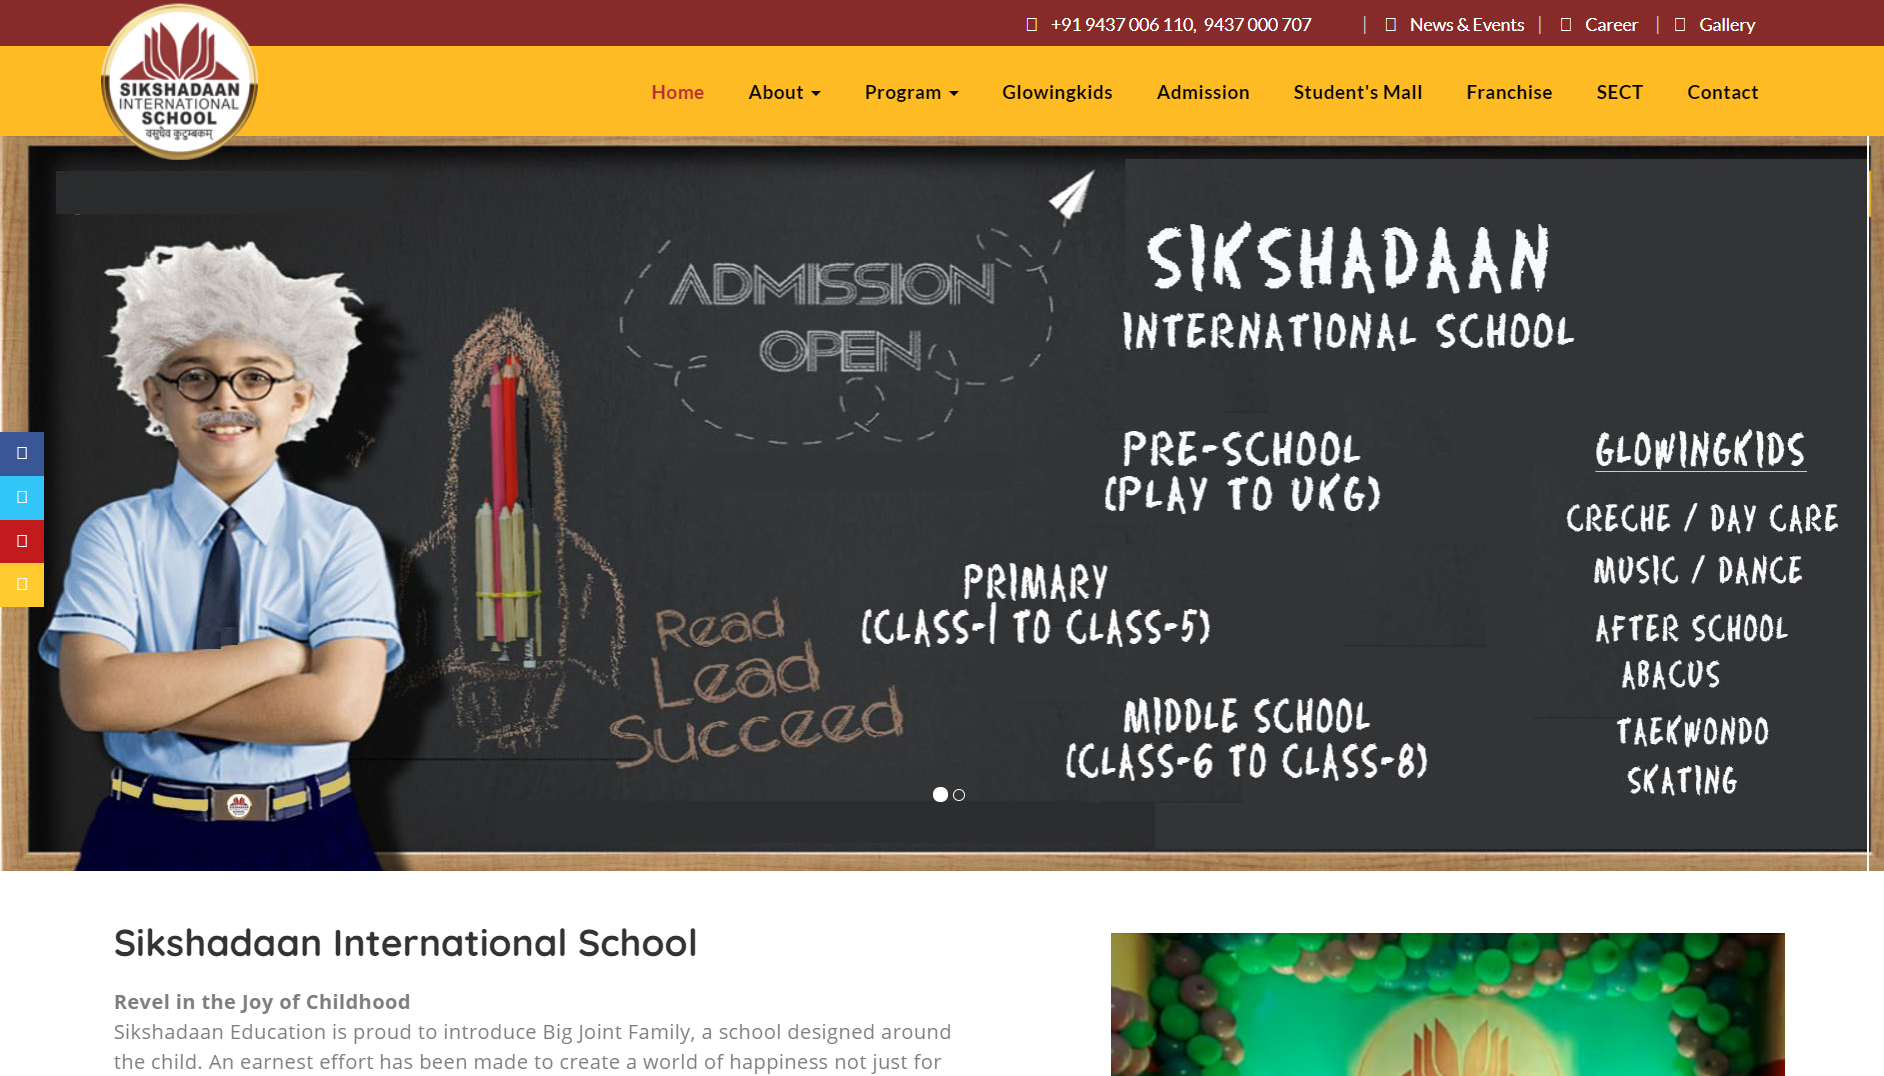 +91 9437 006 110, 9437 000 707 | News & Events | Career | Gallery
SIKSHADAAN
INTERNATIONAL
SCHOOL
वसुधैव कुटुम्बकम्
Home About Program Glowingkids Admission Student's Mall Franchise SECT Contact
ADMISSION
OPEN
SIKSHADAAN
INTERNATIONAL SCHOOL
PRE-SCHOOL
(PLAY TO UKG)
PRIMARY
(CLASS-1 TO CLASS-5)
MIDDLE SCHOOL
(CLASS-6 TO CLASS-8)
GLOWINGKIDS
CRECHE / DAY CARE
MUSIC / DANCE
AFTER SCHOOL
ABACUS
TAEKWONDO
SKATING
Read
Lead
Succeed
Sikshadaan International School
Revel in the Joy of Childhood
Sikshadaan Education is proud to introduce Big Joint Family, a school designed around
the child. An earnest effort has been made to create a world of happiness not just for